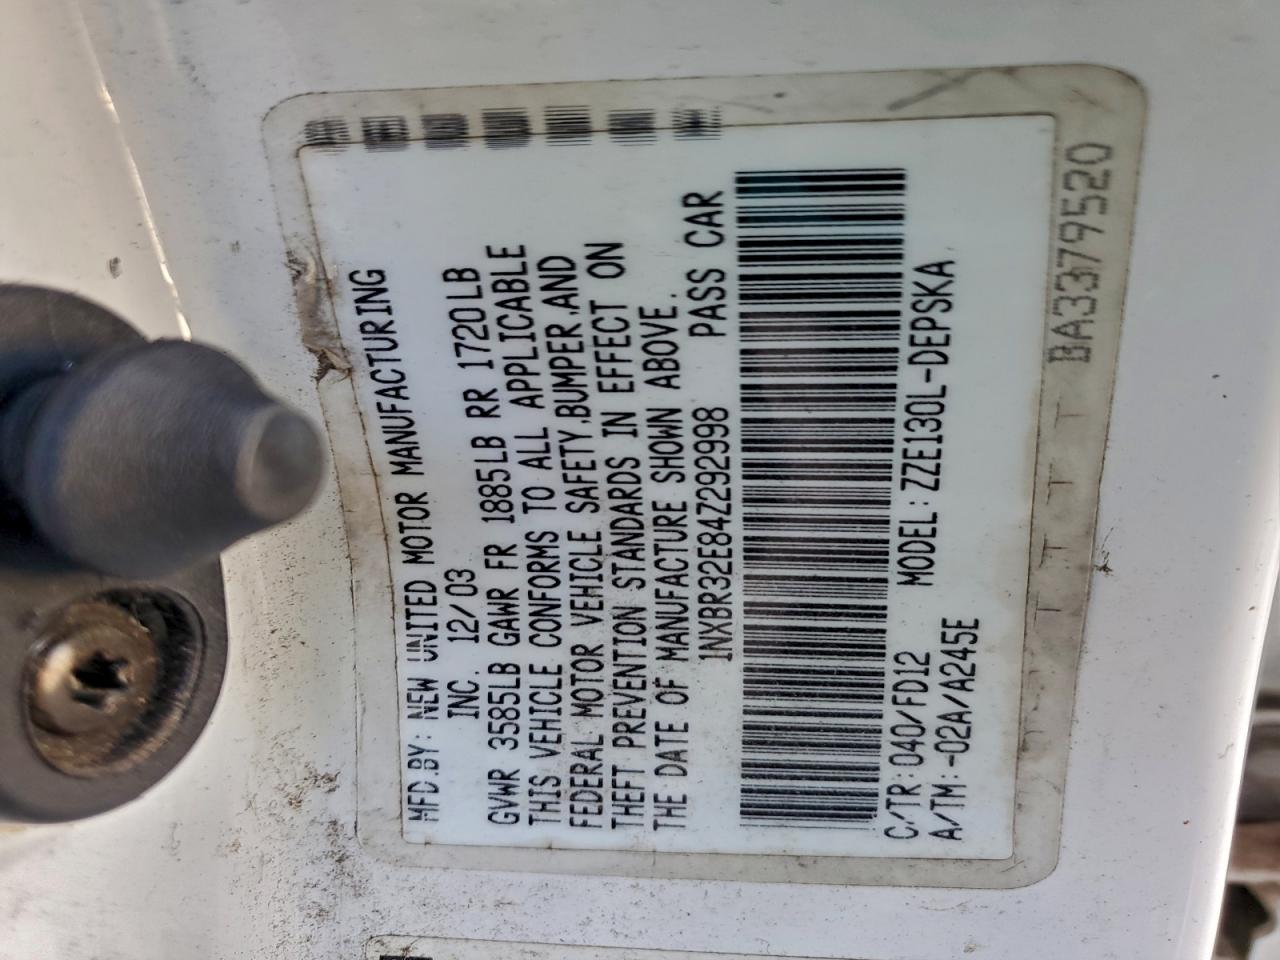 MFD.BY: NEW UNITED MOTOR MANUFACTURING
INC. 12/03
GVWR 3585LB GAWR FR 1885LB RR 1720LB
THIS VEHICLE CONFORMS TO ALL APPLICABLE
FEDERAL MOTOR VEHICLE SAFETY,BUMPER,AND
THEFT PREVENTION STANDARDS IN EFFECT ON
THE DATE OF MANUFACTURE SHOWN ABOVE.
1NXBR32E84Z292998 PASS CAR
C/TR:040/FD12 MODEL:ZZE130L-DEPSKA
A/TM:-02A/A245E
BA3379520